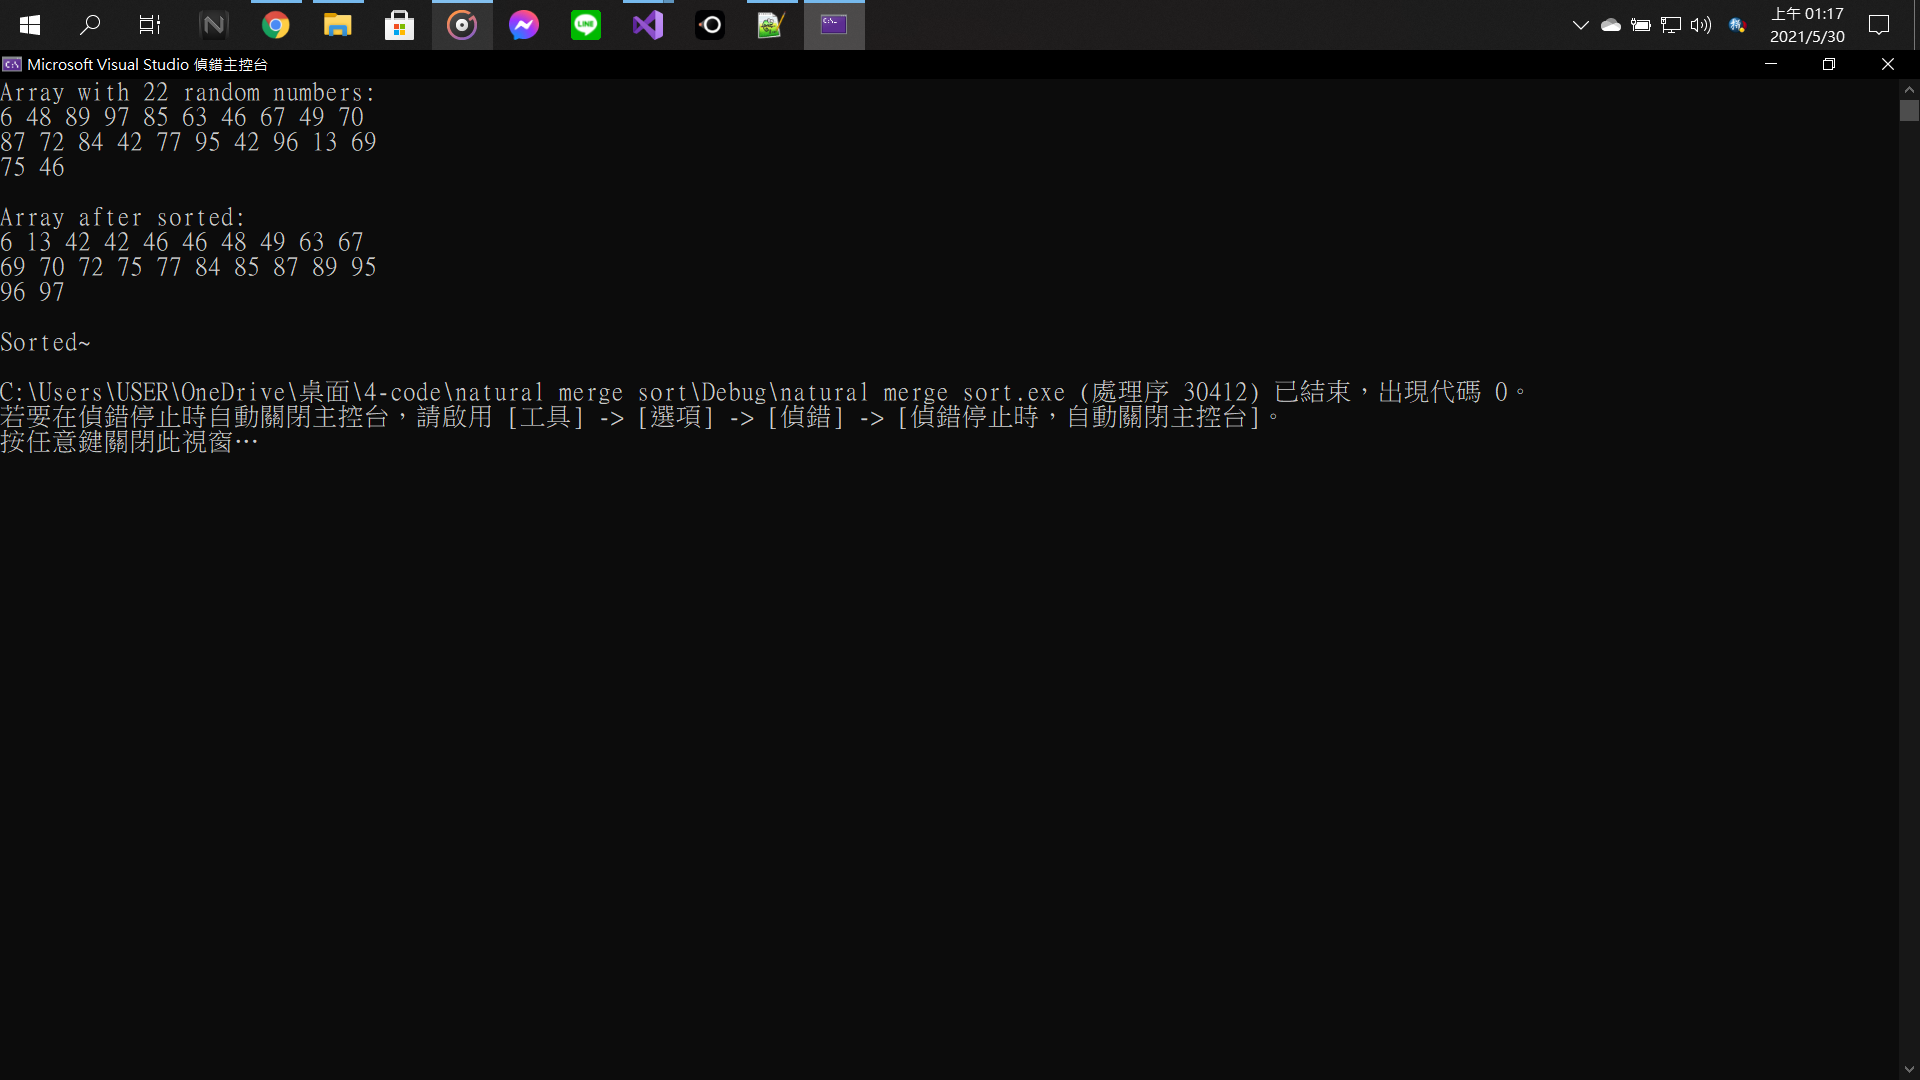 上午 01:17
2021/5/30
Microsoft Visual Studio 偵錯主控台
Array with 22 random numbers:
6 48 89 97 85 63 46 67 49 70
87 72 84 42 77 95 42 96 13 69
75 46
Array after sorted:
6 13 42 42 46 46 48 49 63 67
69 70 72 75 77 84 85 87 89 95
96 97
Sorted~
C:\Users\USER\OneDrive\桌面\4-code\natural merge sort\Debug\natural merge sort.exe (處理序 30412) 已結束，出現代碼 0。
若要在偵錯停止時自動關閉主控台，請啟用 [工具] -> [選項] -> [偵錯] -> [偵錯停止時，自動關閉主控台]。
按任意鍵關閉此視窗…